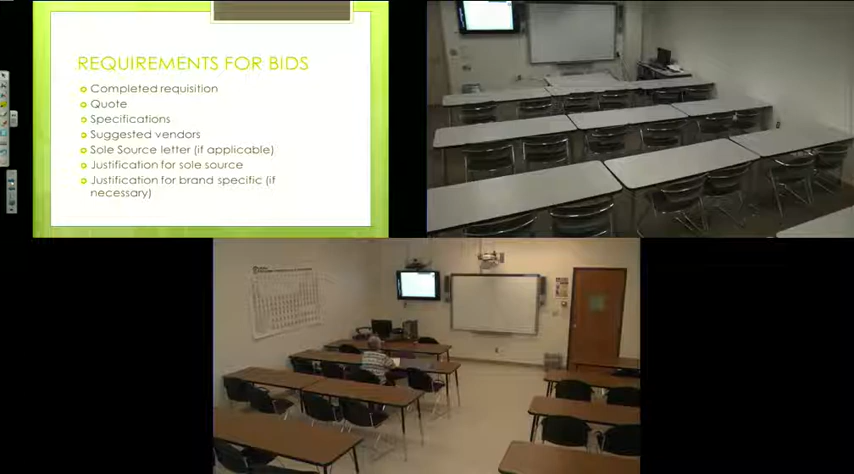 REQUIREMENTS FOR BIDS
Completed requisition
Quote
Specifications
Suggested vendors
Sole Source letter (if applicable)
Justification for sole source
Justification for brand specific (if
necessary)